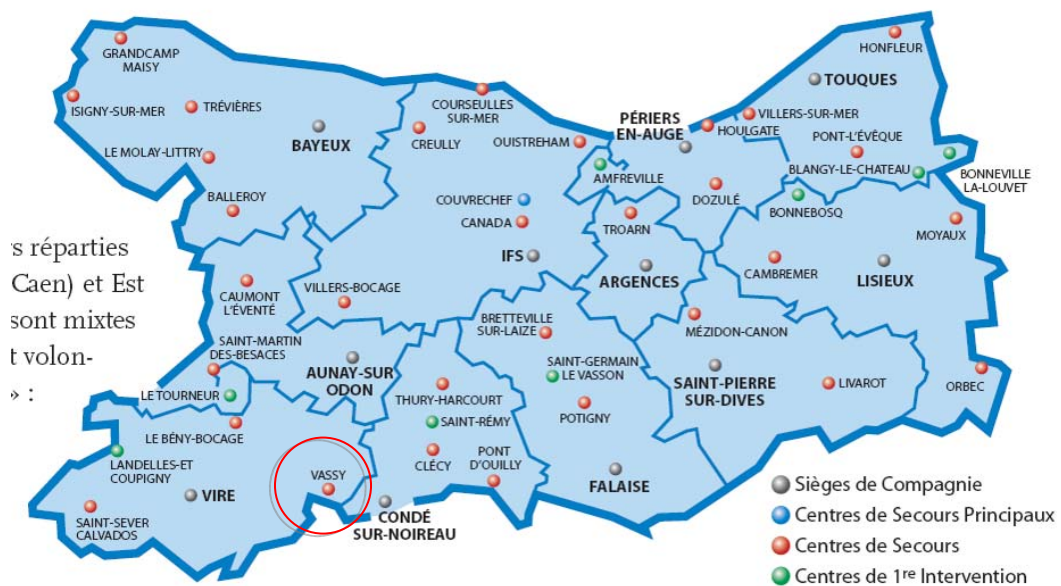 GRANDCAMP
MAISY
ISIGNY-SUR-MER
TRÉVIÈRES
LE MOLAY-LITTRY
BALLEROY
BAYEUX
COURSEULLES
SUR-MER
CREULLY
OUISTREHAM
PÉRIERS
EN-AUGE
HONFLEUR
TOUQUES
VILLERS-SUR-MER
HOULGATE
PONT-L'ÉVÊQUE
BLANGY-LE-CHATEAU
BONNEVILLE
LA-LOUVET
AMFREVILLE
DOZULÉ
BONNEBOSQ
COUVRECHEF
CANADA
TROARN
MOYAUX
IFS
ARGENCES
CAMBREMER
LISIEUX
rs réparties
Caen) et Est
sont mixtes
t volon-
» :
CAUMONT
L'ÉVENTÉ
VILLERS-BOCAGE
BRETTEVILLE
SUR-LAIZE
MÉZIDON-CANON
SAINT-MARTIN
DES-BESACES
AUNAY-SUR
ODON
SAINT-GERMAIN
LE VASSON
SAINT-PIERRE
SUR-DIVES
LIVAROT
ORBEC
LE TOURNEUR
THURY-HARCOURT
POTIGNY
LE BÉNY-BOCAGE
SAINT-RÉMY
LANDELLES-ET
COUPIGNY
VASSY
CLÉCY
PONT
D'OUILLY
FALAISE
VIRE
SAINT-SEVER
CALVADOS
CONDÉ
SUR-NOIREAU
Sièges de Compagnie
Centres de Secours Principaux
Centres de Secours
Centres de 1re Intervention